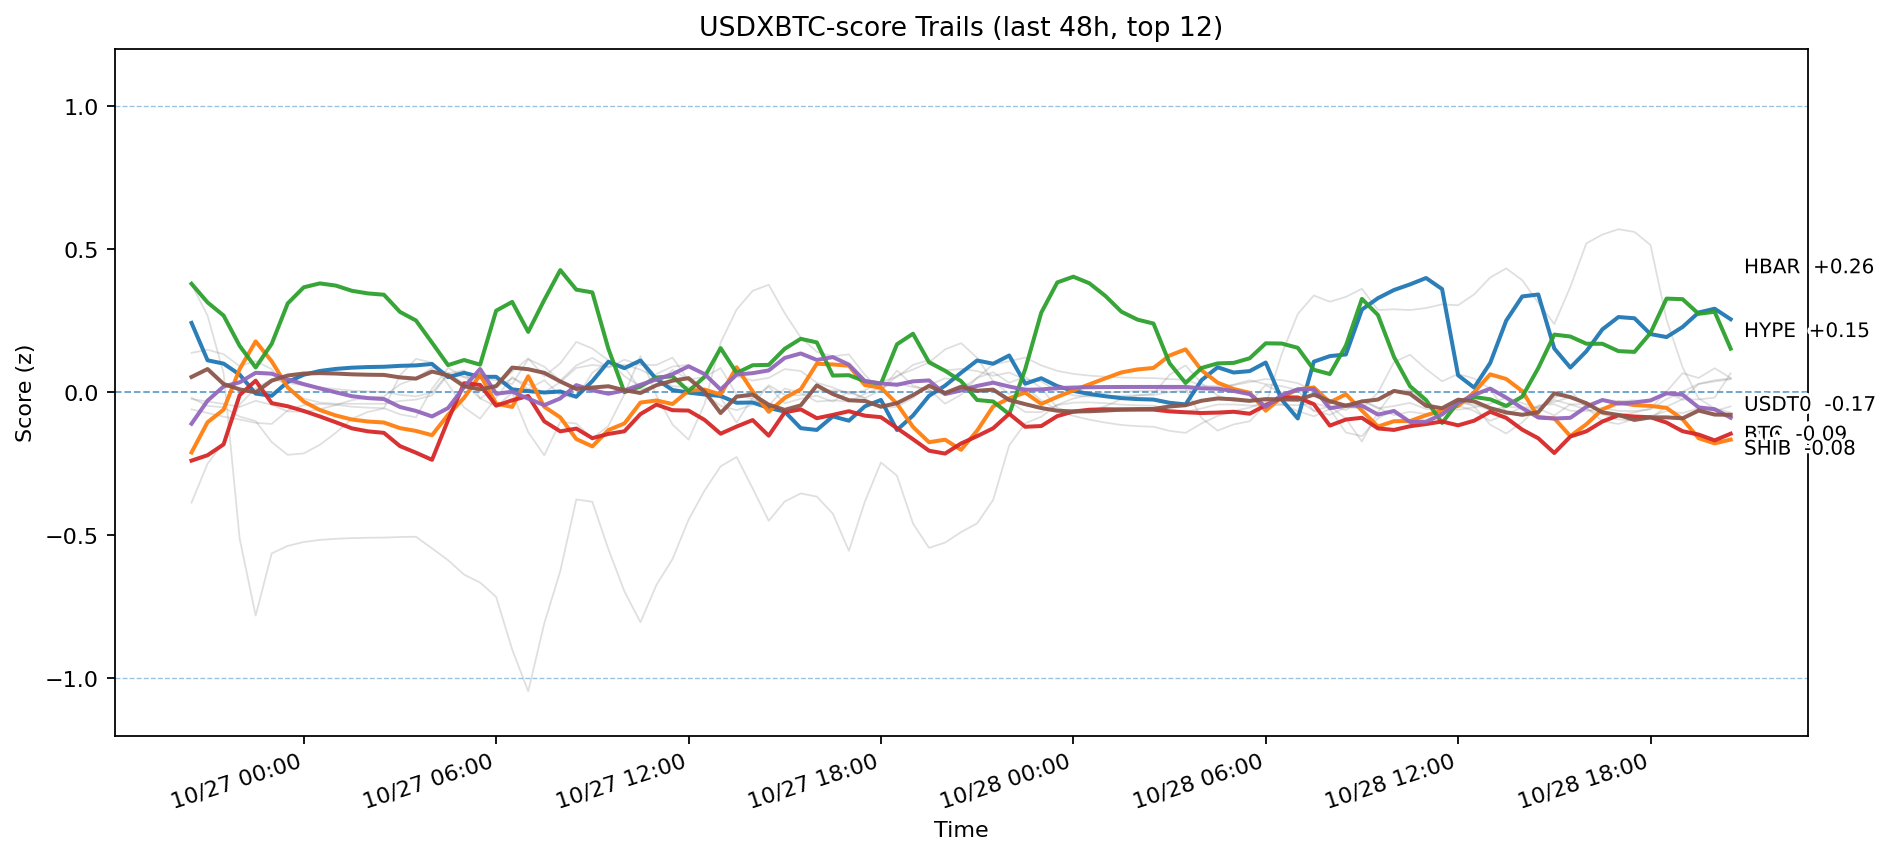 USDXBTC-score Trails (last 48h, top 12)
Score (z)
1.0
0.5
0.0
−0.5
−1.0
HBAR +0.26
HYPE +0.15
USDT0 -0.17
BTC -0.09
SHIB -0.08
10/27 00:00
10/27 06:00
10/27 12:00
10/27 18:00
10/28 00:00
10/28 06:00
10/28 12:00
10/28 18:00
Time